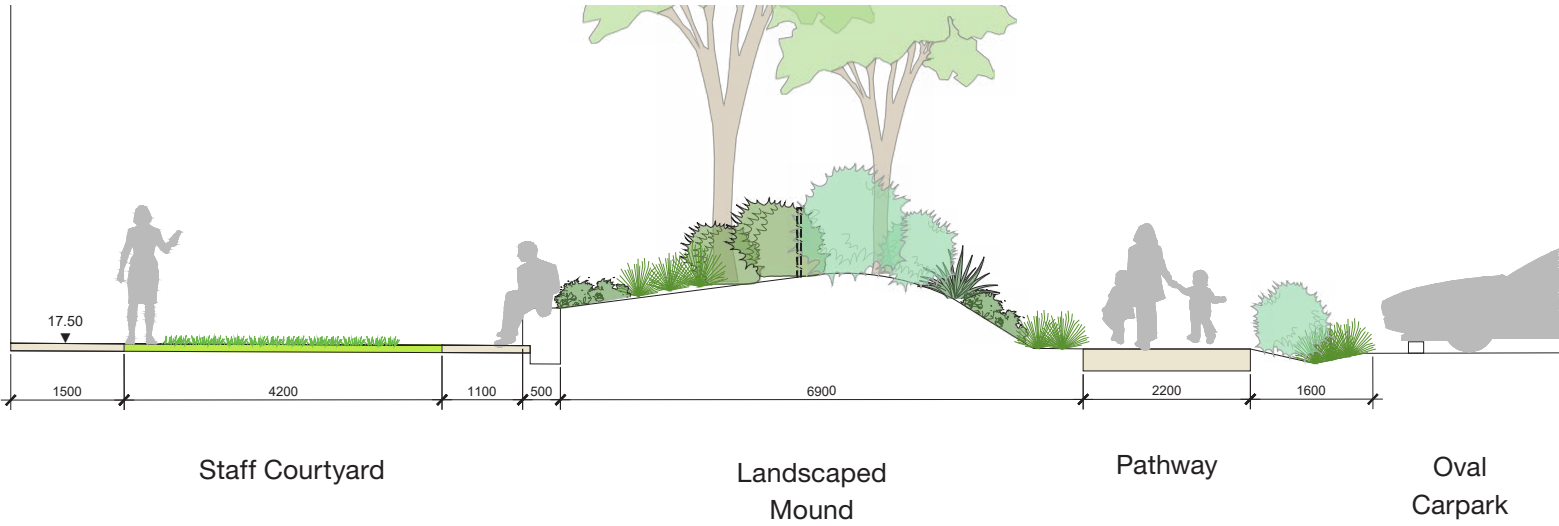 17.50
1500
4200
1100
500
6900
2200
1600
Staff Courtyard
Landscaped
Mound
Pathway
Oval
Carpark